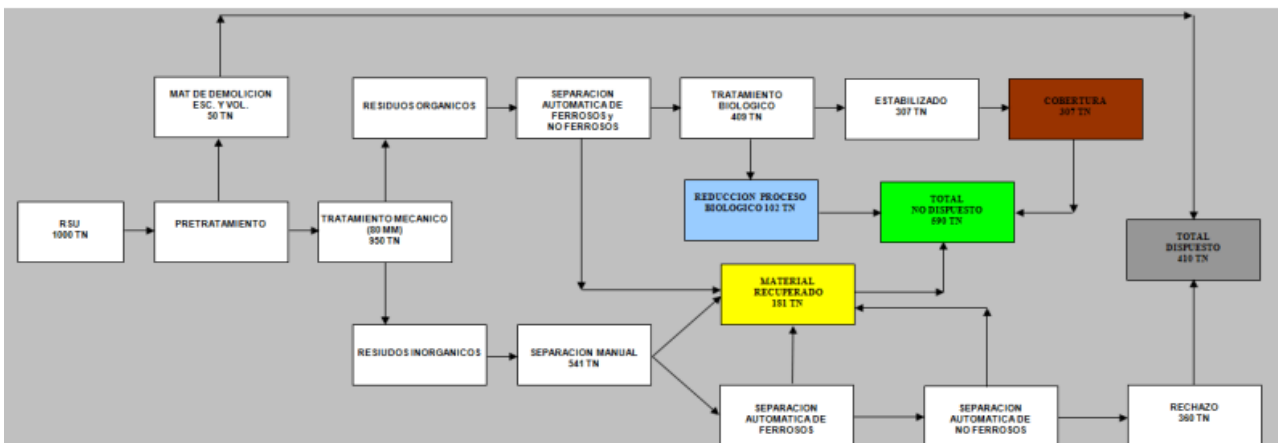 MAT DE DEMOLICION
ESC. Y VOL.
50 TN
RESIDUOS ORGANICOS
SEPARACION
AUTOMATICA DE
FERROSOS y
NO FERROSOS
TRATAMIENTO
BIOLOGICO
409 TN
ESTABILIZADO
307 TN
COBERTURA
307 TN
RSU
1000 TN
PRETRATAMIENTO
TRATAMIENTO MECANICO
(80 MM)
950 TN
REDUCCION PROCESO
BIOLOGICO 102 TN
TOTAL
NO DISPUESTO
590 TN
TOTAL
DISPUESTO
410 TN
MATERIAL
RECUPERADO
181 TN
RESIUDOS INORGANICOS
SEPARACION MANUAL
541 TN
SEPARACION
AUTOMATICA DE
FERROSOS
SEPARACION
AUTOMATICA DE
NO FERROSOS
RECHAZO
360 TN